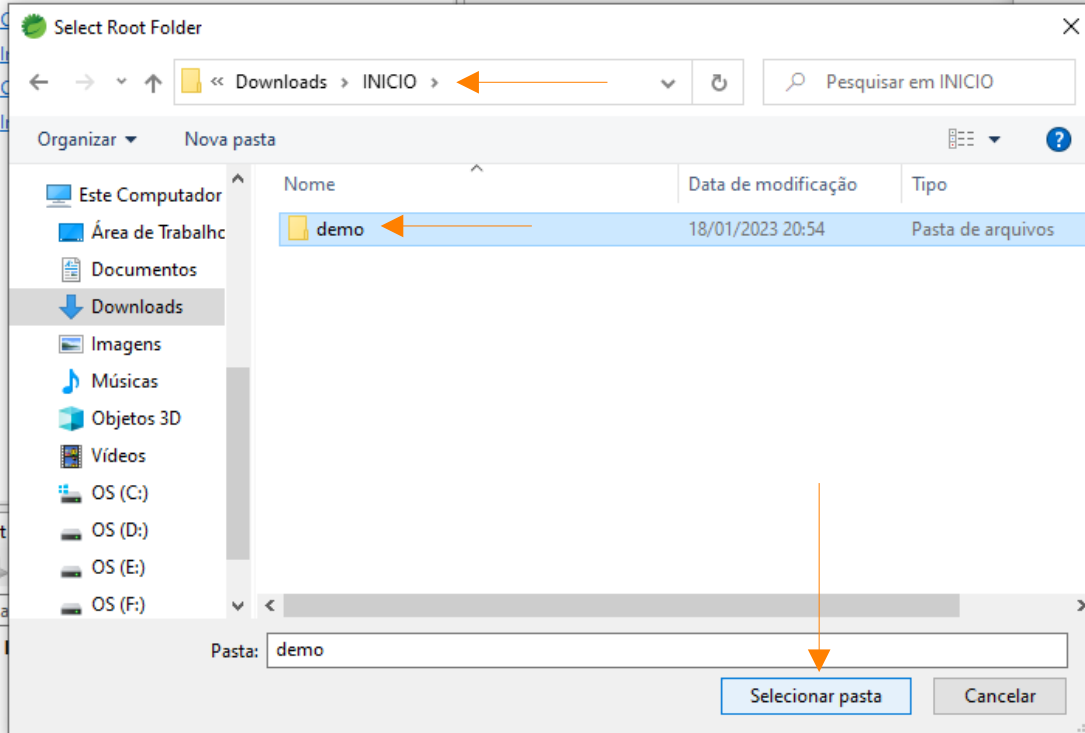 Select Root Folder
« Downloads › INICIO ›
Pesquisar em INICIO
Organizar
Nova pasta
Nome
Data de modificação
Tipo
Este Computador
Área de Trabalhc
Documentos
Downloads
Imagens
Músicas
Objetos 3D
Vídeos
OS (C:)
OS (D:)
OS (E:)
OS (F:)
demo
18/01/2023 20:54
Pasta de arquivos
Pasta:
demo
Selecionar pasta
Cancelar